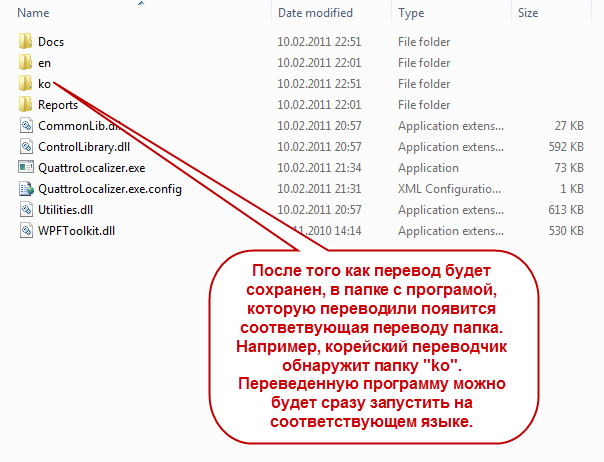 Name Date modified Type Size
Docs 10.02.2011 22:51 File folder
en 10.02.2011 22:01 File folder
ko 10.02.2011 22:51 File folder
Reports 10.02.2011 22:01 File folder
CommonLib.dll 10.02.2011 20:57 Application extens... 27 KB
ControlLibrary.dll 10.02.2011 20:57 Application extens... 592 KB
QuattroLocalizer.exe 10.02.2011 21:34 Application 73 KB
QuattroLocalizer.exe.config 10.02.2011 21:31 XML Configuratio... 1 KB
Utilities.dll 10.02.2011 20:57 Application extens... 613 KB
WPFToolkit.dll .11.2010 14:14 Application extens... 530 KB
После того как перевод будет
сохранен, в папке с програмой,
которую переводили появится
соответвующая переводу папка.
Например, корейский переводчик
обнаружит папку "ko".
Переведенную программу можно
будет сразу запустить на
соответствующем языке.